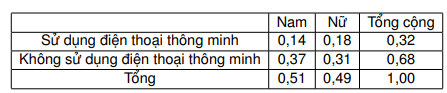 Nam Nữ Tổng cộng
Sử dụng điện thoại thông minh 0,14 0,18 0,32
Không sử dụng điện thoại thông minh 0,37 0,31 0,68
Tổng 0,51 0,49 1,00